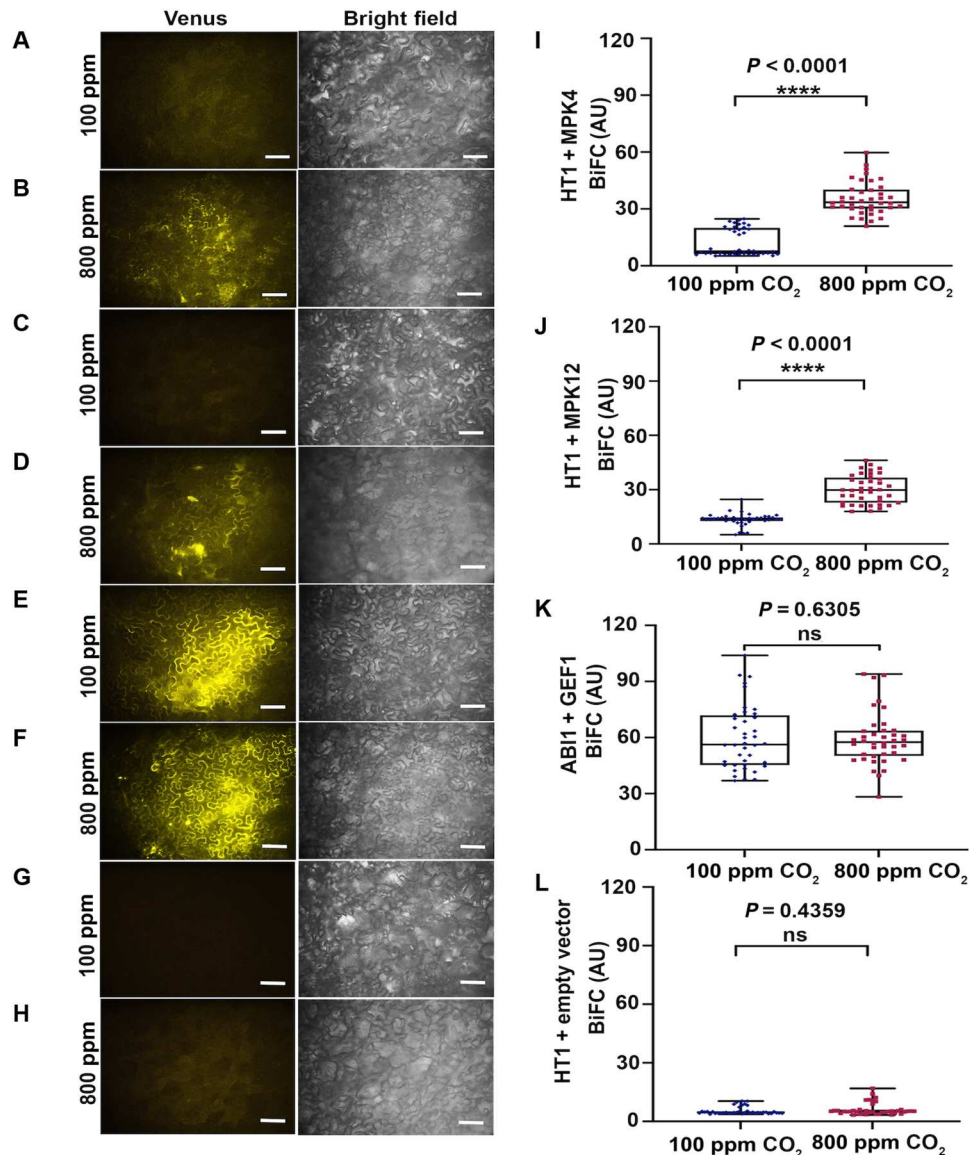 Venus
Bright field
A
100 ppm
B
800 ppm
C
100 ppm
D
800 ppm
E
100 ppm
F
800 ppm
G
100 ppm
H
800 ppm
I
HT1 + MPK4
BiFC (AU)
120
90
60
30
0
P < 0.0001
****
100 ppm CO₂
800 ppm CO₂
J
HT1 + MPK12
BiFC (AU)
120
90
60
30
0
P < 0.0001
****
100 ppm CO₂
800 ppm CO₂
K
ABI1 + GEF1
BiFC (AU)
120
90
60
30
0
P = 0.6305
ns
100 ppm CO₂
800 ppm CO₂
L
HT1 + empty vector
BiFC (AU)
120
90
60
30
0
P = 0.4359
ns
100 ppm CO₂
800 ppm CO₂